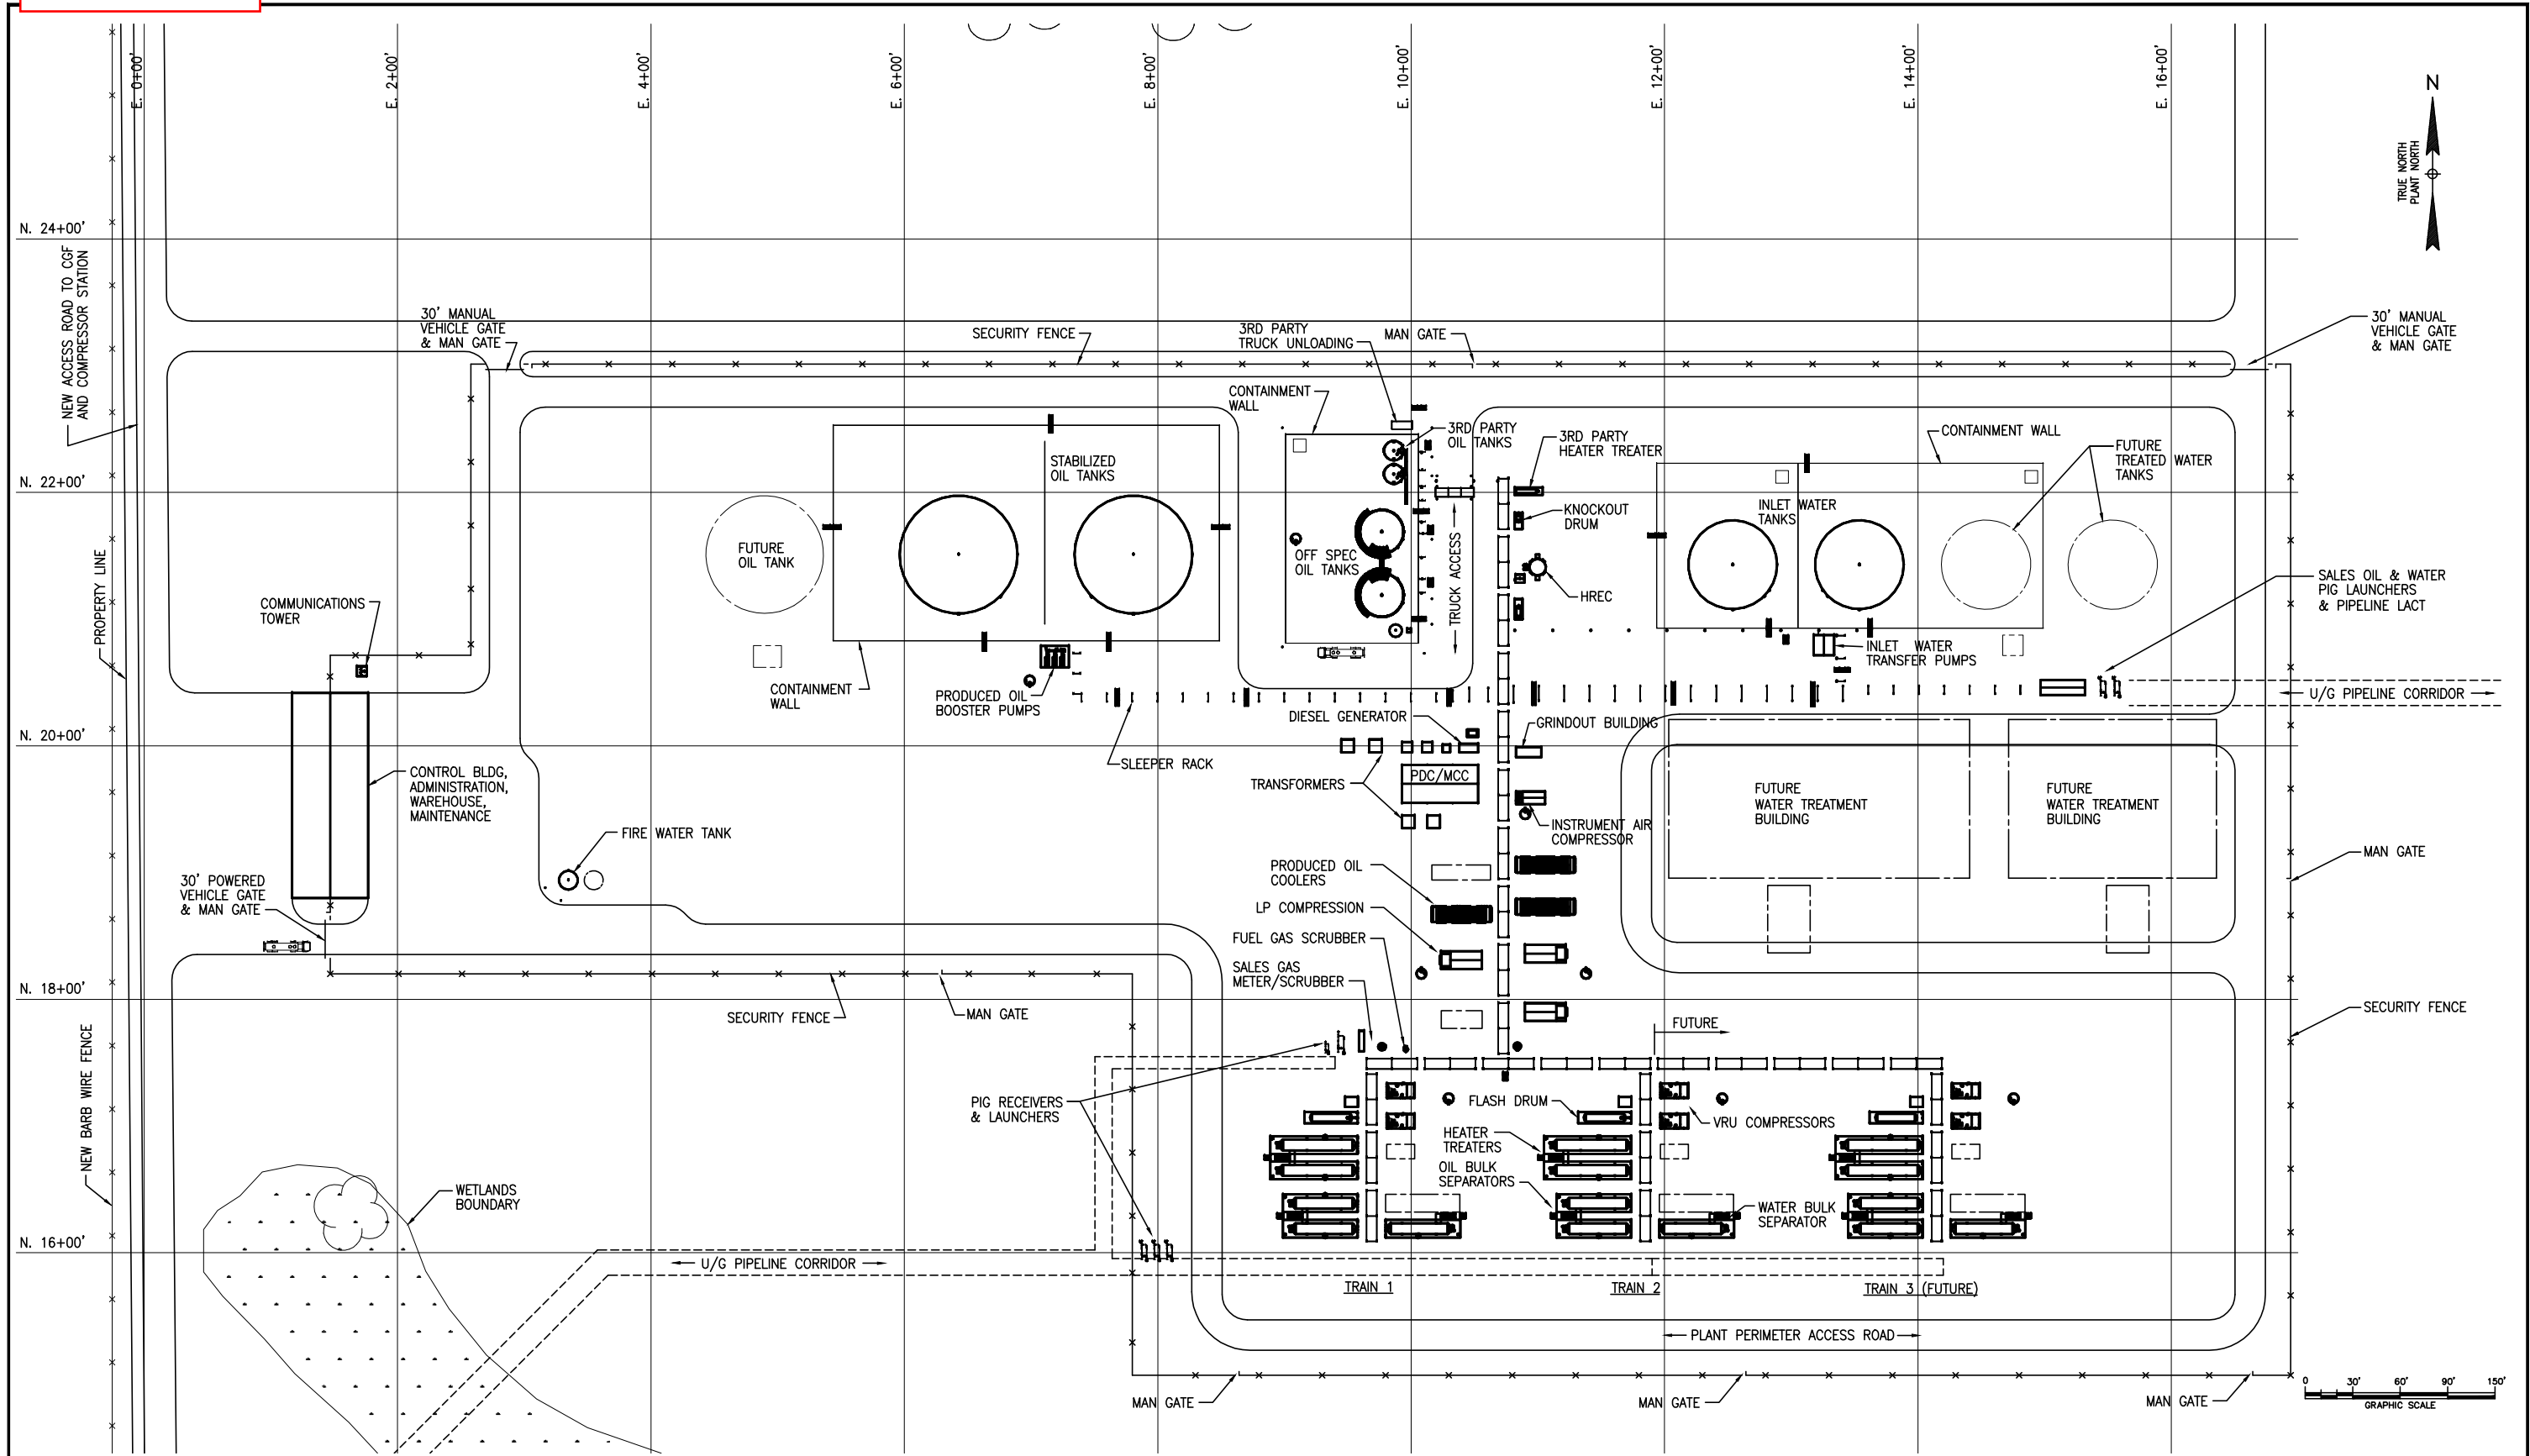 E. 0+00'
E. 2+00'
E. 4+00'
E. 6+00'
E. 8+00'
E. 10+00'
E. 12+00'
E. 14+00'
E. 16+00'
N
TRUE NORTH
PLANT NORTH
N. 24+00'
NEW ACCESS ROAD TO CGF
AND COMPRESSOR STATION
30' MANUAL
VEHICLE GATE
& MAN GATE
SECURITY FENCE
3RD PARTY
TRUCK UNLOADING
MAN GATE
30' MANUAL
VEHICLE GATE
& MAN GATE
CONTAINMENT
WALL
3RD PARTY
OIL TANKS
3RD PARTY
HEATER TREATER
CONTAINMENT WALL
FUTURE
TREATED WATER
TANKS
STABILIZED
OIL TANKS
N. 22+00'
KNOCKOUT
DRUM
INLET WATER
TANKS
FUTURE
OIL TANK
OFF SPEC
OIL TANKS
TRUCK ACCESS
HREC
PROPERTY LINE
COMMUNICATIONS
TOWER
SALES OIL & WATER
PIG LAUNCHERS
& PIPELINE LACT
INLET WATER
TRANSFER PUMPS
CONTAINMENT
WALL
PRODUCED OIL
BOOSTER PUMPS
U/G PIPELINE CORRIDOR
DIESEL GENERATOR
GRINDOUT BUILDING
N. 20+00'
SLEEPER RACK
CONTROL BLDG,
ADMINISTRATION,
WAREHOUSE,
MAINTENANCE
TRANSFORMERS
PDC/MCC
FUTURE
WATER TREATMENT
BUILDING
FUTURE
WATER TREATMENT
BUILDING
FIRE WATER TANK
INSTRUMENT AIR
COMPRESSOR
MAN GATE
30' POWERED
VEHICLE GATE
& MAN GATE
PRODUCED OIL
COOLERS
LP COMPRESSION
FUEL GAS SCRUBBER
SALES GAS
METER/SCRUBBER
N. 18+00'
SECURITY FENCE
MAN GATE
SECURITY FENCE
FUTURE
NEW BARB WIRE FENCE
PIG RECEIVERS
& LAUNCHERS
FLASH DRUM
VRU COMPRESSORS
HEATER
TREATERS
OIL BULK
SEPARATORS
WETLANDS
BOUNDARY
WATER BULK
SEPARATOR
N. 16+00'
U/G PIPELINE CORRIDOR
TRAIN 1
TRAIN 2
TRAIN 3 (FUTURE)
PLANT PERIMETER ACCESS ROAD
MAN GATE
MAN GATE
MAN GATE
0 30' 60' 90' 150'
GRAPHIC SCALE